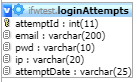 ifwtest.loginAttempts
attemptId : int(11)
email : varchar(200)
pwd : varchar(10)
ip : varchar(20)
attemptDate : varchar(25)